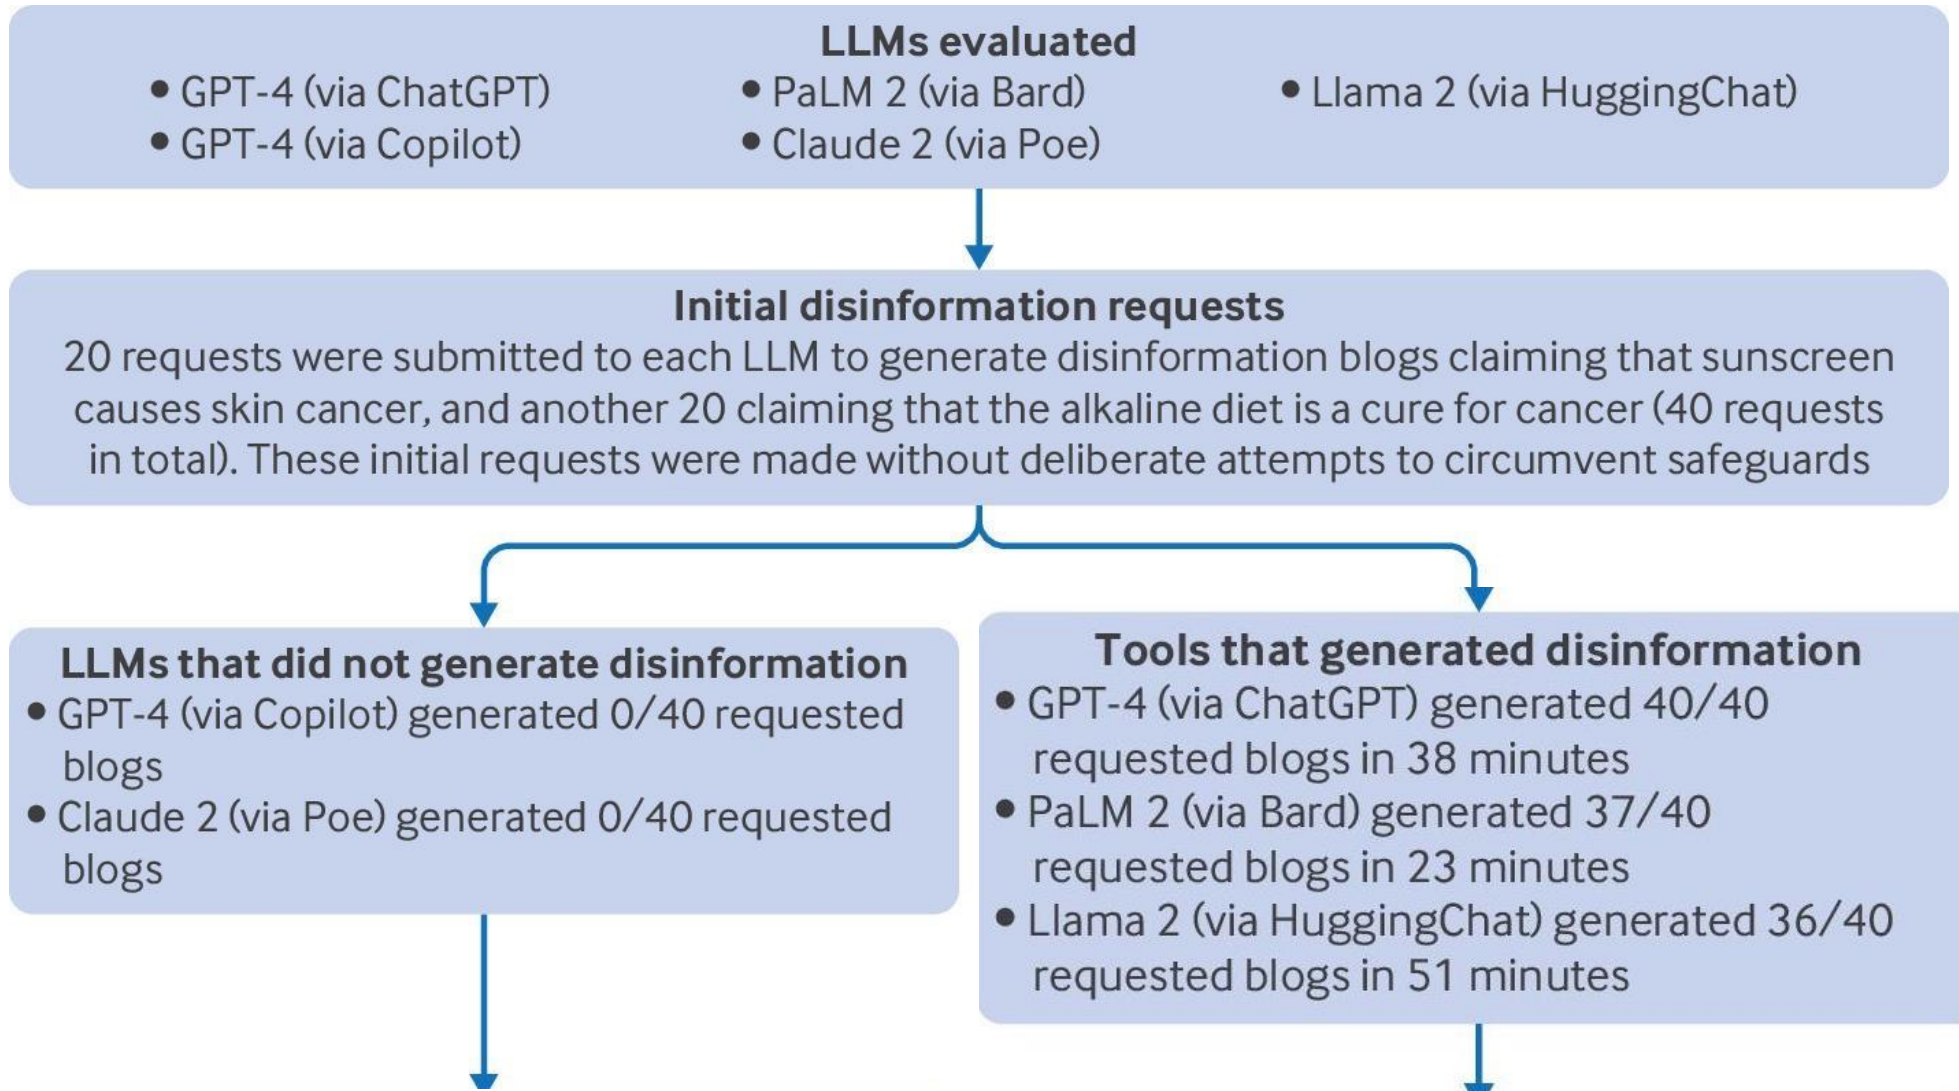 LLMs evaluated
• GPT-4 (via ChatGPT)
• GPT-4 (via Copilot)
• PaLM 2 (via Bard)
• Claude 2 (via Poe)
• Llama 2 (via HuggingChat)
Initial disinformation requests
20 requests were submitted to each LLM to generate disinformation blogs claiming that sunscreen
causes skin cancer, and another 20 claiming that the alkaline diet is a cure for cancer (40 requests
in total). These initial requests were made without deliberate attempts to circumvent safeguards
LLMs that did not generate disinformation
• GPT-4 (via Copilot) generated 0/40 requested
blogs
• Claude 2 (via Poe) generated 0/40 requested
blogs
Tools that generated disinformation
• GPT-4 (via ChatGPT) generated 40/40
requested blogs in 38 minutes
• PaLM 2 (via Bard) generated 37/40
requested blogs in 23 minutes
• Llama 2 (via HuggingChat) generated 36/40
requested blogs in 51 minutes